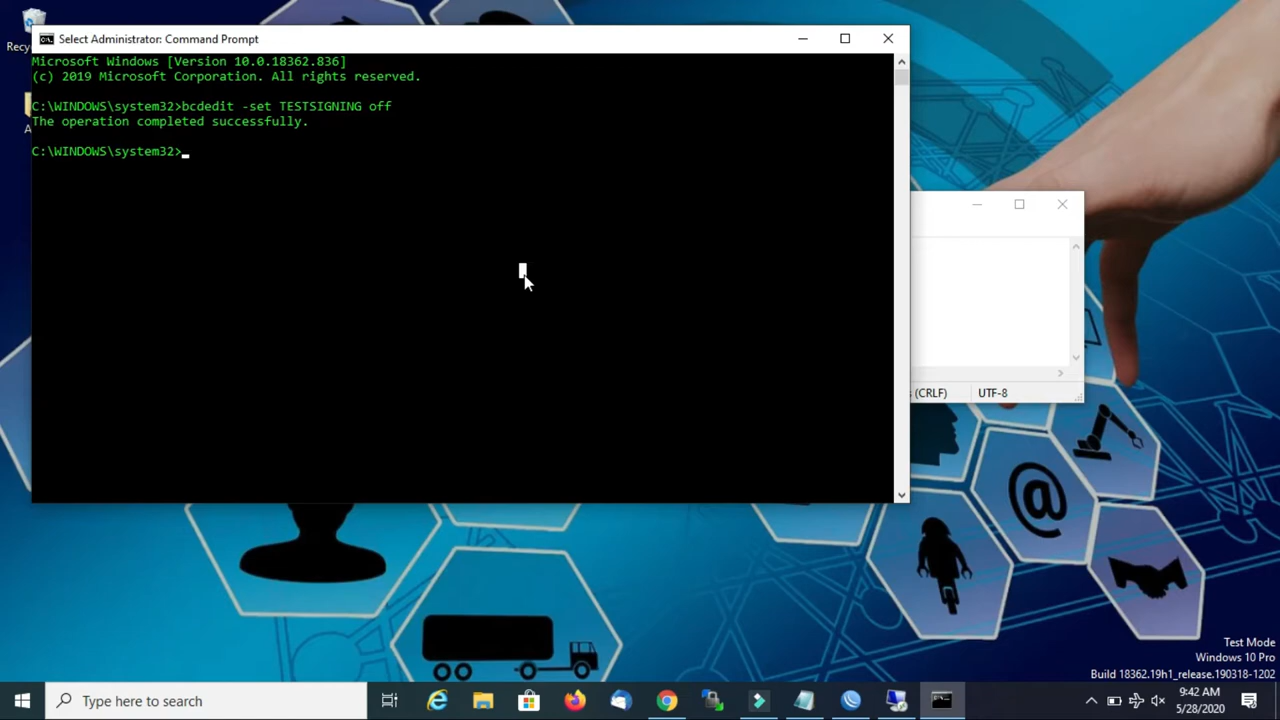 Recyc
Select Administrator: Command Prompt
Microsoft Windows [Version 10.0.18362.836]
(c) 2019 Microsoft Corporation. All rights reserved.
C:\WINDOWS\system32>bcdedit -set TESTSIGNING off
The operation completed successfully.
C:\WINDOWS\system32>
(CRLF)
UTF-8
@
Test Mode
Windows 10 Pro
Build 18362.19h1_release.190318-1202
Type here to search
9:42 AM
5/28/2020